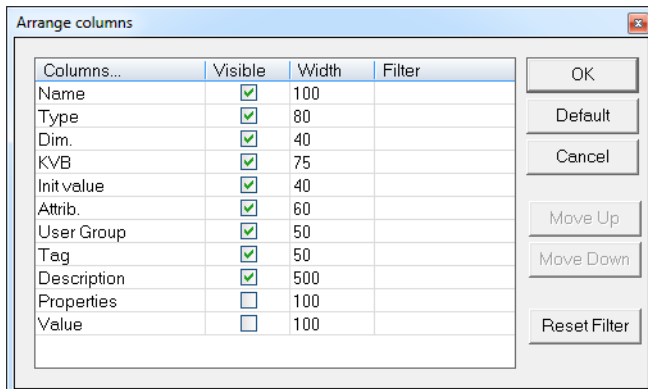 Arrange columns
Columns... Visible Width Filter
Name 100
Type 80
Dim. 40
KVB 75
Init value 40
Attrib. 60
User Group 50
Tag 50
Description 500
Properties 100
Value 100
OK
Default
Cancel
Move Up
Move Down
Reset Filter